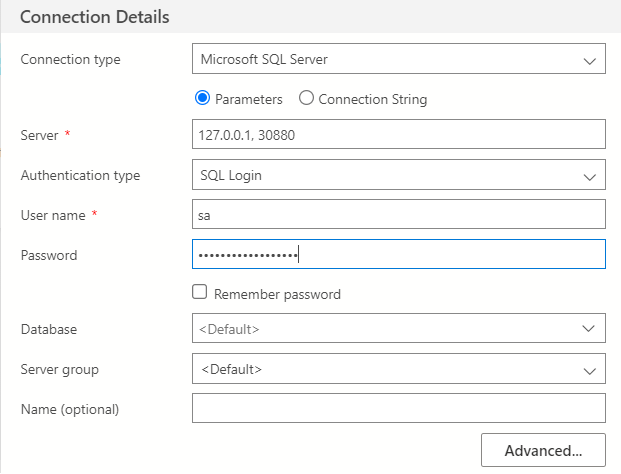 Connection Details
Connection type Microsoft SQL Server
Parameters Connection String
Server * 127.0.0.1, 30880
Authentication type SQL Login
User name * sa
Password ••••••••••••••••••
Remember password
Database <Default>
Server group <Default>
Name (optional)
Advanced...